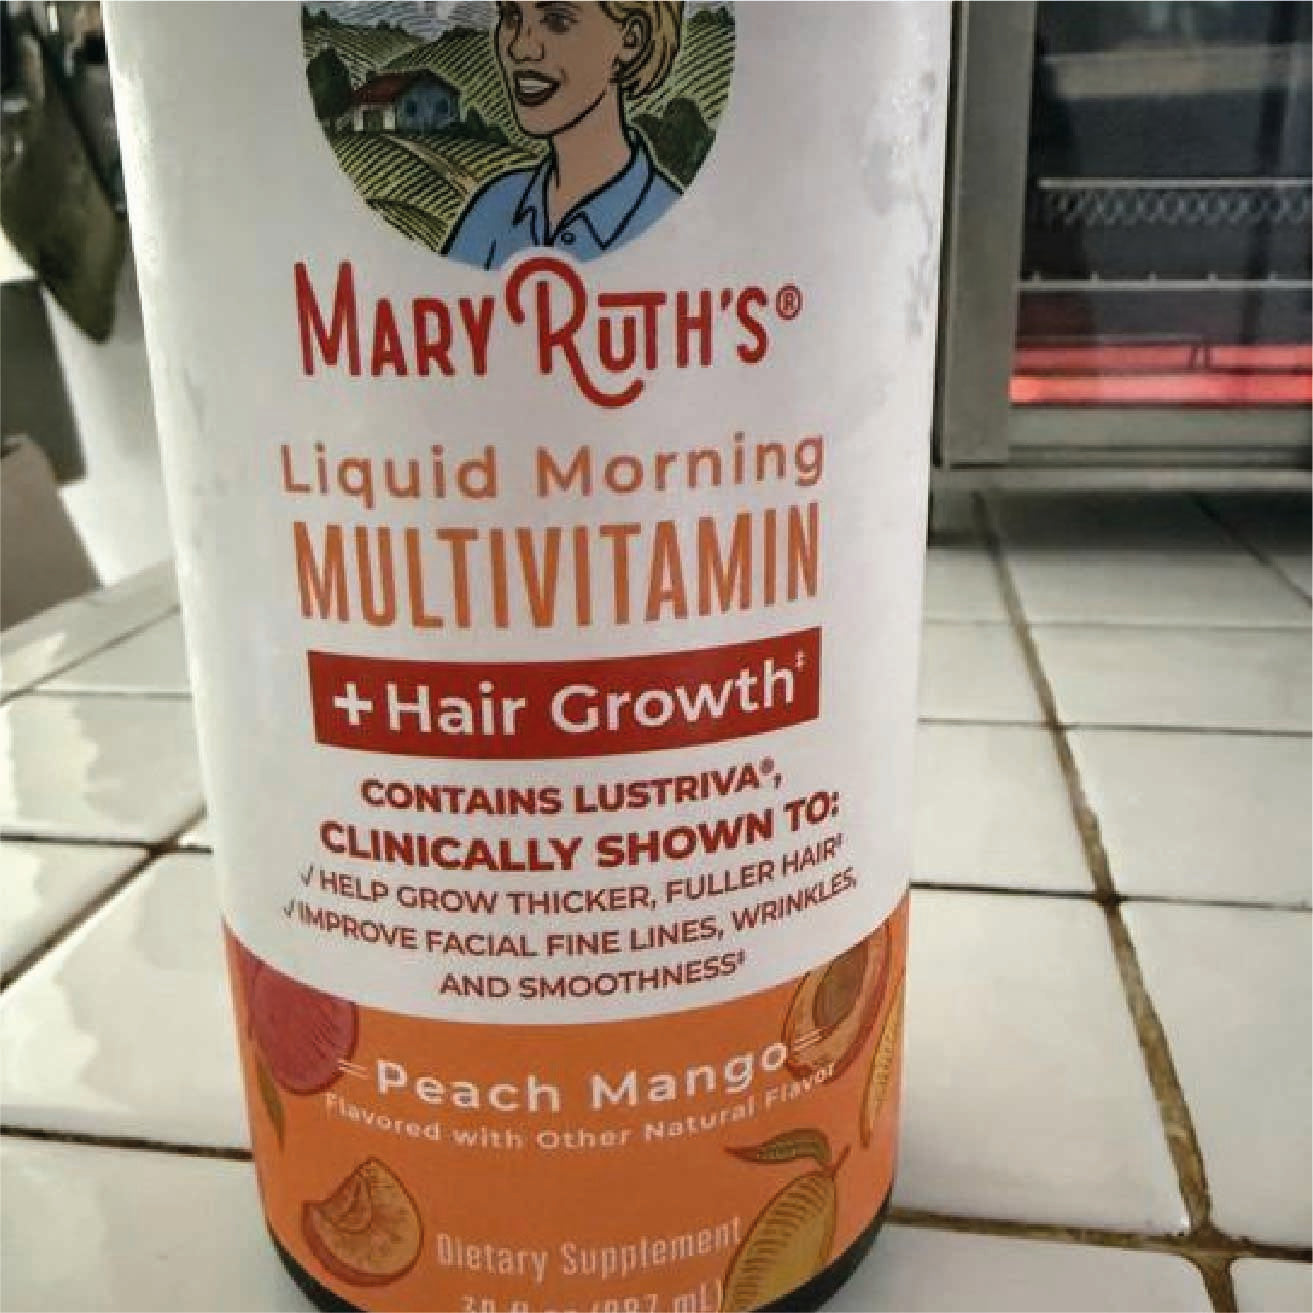 MARY RUTH'S®
Liquid Morning
MULTIVITAMIN
+Hair Growth‡
CONTAINS LUSTRIVA®,
CLINICALLY SHOWN TO:
√ HELP GROW THICKER, FULLER HAIR‡
√ IMPROVE FACIAL FINE LINES, WRINKLES,
AND SMOOTHNESS‡
Peach Mango
Flavored with Other Natural Flavor
Dietary Supplement